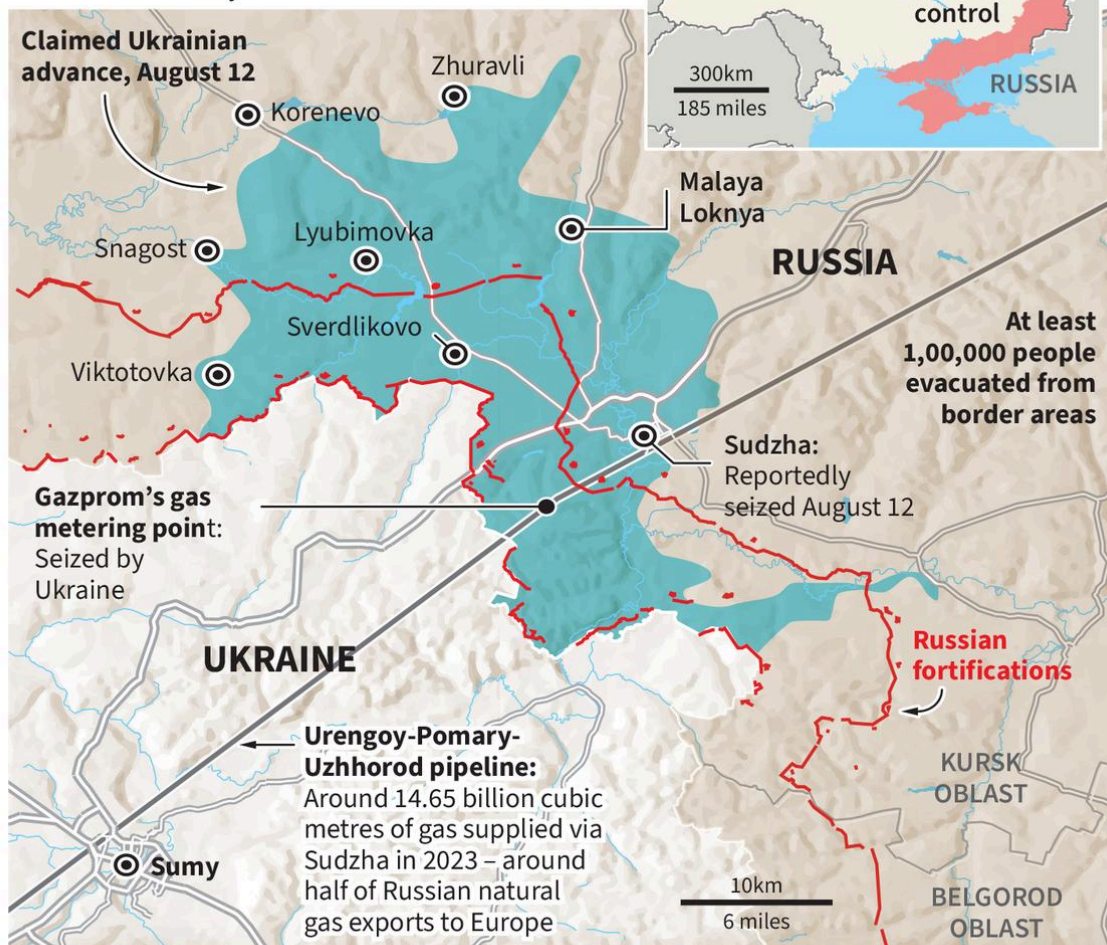 Claimed Ukrainian
advance, August 12
Zhuravli
Korenevo
control
300km
185 miles
RUSSIA
Malaya
Loknya
Snagost
Lyubimovka
RUSSIA
Sverdlikovo
Viktotovka
At least
1,00,000 people
evacuated from
border areas
Sudzha:
Reportedly
seized August 12
Gazprom's gas
metering point:
Seized by
Ukraine
UKRAINE
Russian
fortifications
Urengoy-Pomary-
Uzhhorod pipeline:
Around 14.65 billion cubic
metres of gas supplied via
Sudzha in 2023 – around
half of Russian natural
gas exports to Europe
KURSK
OBLAST
Sumy
10km
6 miles
BELGOROD
OBLAST